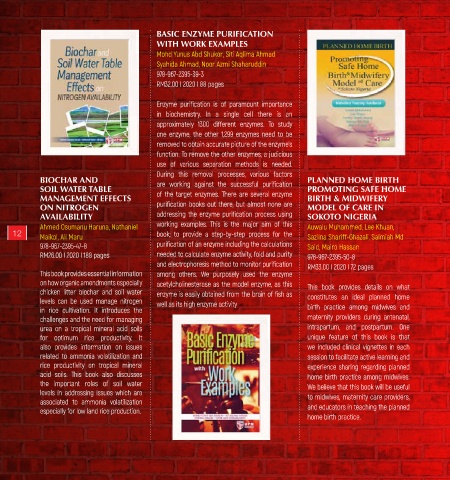 Biochar and
Soil Water Table
Management
Effects on
NITROGEN AVAILABILITY
BIOCHAR AND
SOIL WATER TABLE
MANAGEMENT EFFECTS
ON NITROGEN
AVAILABILITY
Ahmed Osumanu Haruna, Nathaniel
Maikol, Ali Maru
978-967-2395-47-8
RM76.00 | 2020 | 188 pages
This book provides essential information
on how organic amendments especially
chicken litter biochar and soil water
levels can be used manage nitrogen
in rice cultivation. It introduces the
challenges and the need for managing
urea on a tropical mineral acid soils
for optimum rice productivity. It
also provides information on issues
related to ammonia volatilization and
rice productivity on tropical mineral
acid soils. This book also discusses
the important roles of soil water
levels in addressing issues which are
associated to ammonia volatilization
especially for low land rice production.
12
BASIC ENZYME PURIFICATION
WITH WORK EXAMPLES
Mohd Yunus Abd Shukor, Siti Aqlima Ahmad
Syahida Ahmad, Noor Azmi Shaharuddin
978-967-2395-39-3
RM32.00 | 2020 | 88 pages
Enzyme purification is of paramount importance
in biochemistry. In a single cell there is an
approximately 1300 different enzymes. To study
one enzyme, the other 1,299 enzymes need to be
removed to obtain accurate picture of the enzyme's
function. To remove the other enzymes, a judicious
use of various separation methods is needed.
During this removal processes, various factors
are working against the successful purification
of the target enzymes. There are several enzyme
purification books out there, but almost none are
addressing the enzyme purification process using
working examples. This is the major aim of this
book; to provide a step-by-step process for the
purification of an enzyme including the calculations
needed to calculate enzyme activity, fold and purity
and electrophoresis method to monitor purification
among others. We purposely used the enzyme
acetylcholinesterase as the model enzyme, as this
enzyme is easily obtained from the brain of fish as
well as its high enzyme activity.
Basic Enzyme
Purification
with Work
Examples
PLANNED HOME BIRTH
Promoting
Safe Home
Birth & Midwifery
Model of Care
in Sokoto Nigeria
PLANNED HOME BIRTH
PROMOTING SAFE HOME
BIRTH & MIDWIFERY
MODEL OF CARE IN
SOKOTO NIGERIA
Auwalu Muhammed, Lee Khuan,
Sazlina Shariff-Ghazali, Salmiah Md
Said, Mairo Hassan
978-967-2395-50-8
RM33.00 | 2020 | 72 pages
This book provides details on what
constitutes an ideal planned home
birth practice among midwives and
maternity providers during antenatal,
intrapartum, and postpartum. One
unique feature of this book is that
we included clinical vignettes in each
session to facilitate active learning and
experience sharing regarding planned
home birth practice among midwives.
We believe that this book will be useful
to midwives, maternity care providers,
and educators in teaching the planned
home birth practice.